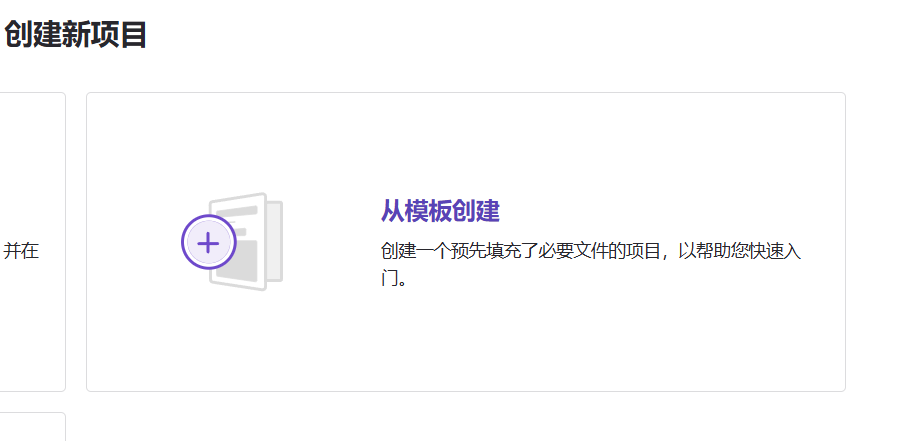 创建新项目
从模板创建
并在
创建一个预先填充了必要文件的项目，以帮助您快速入
门。